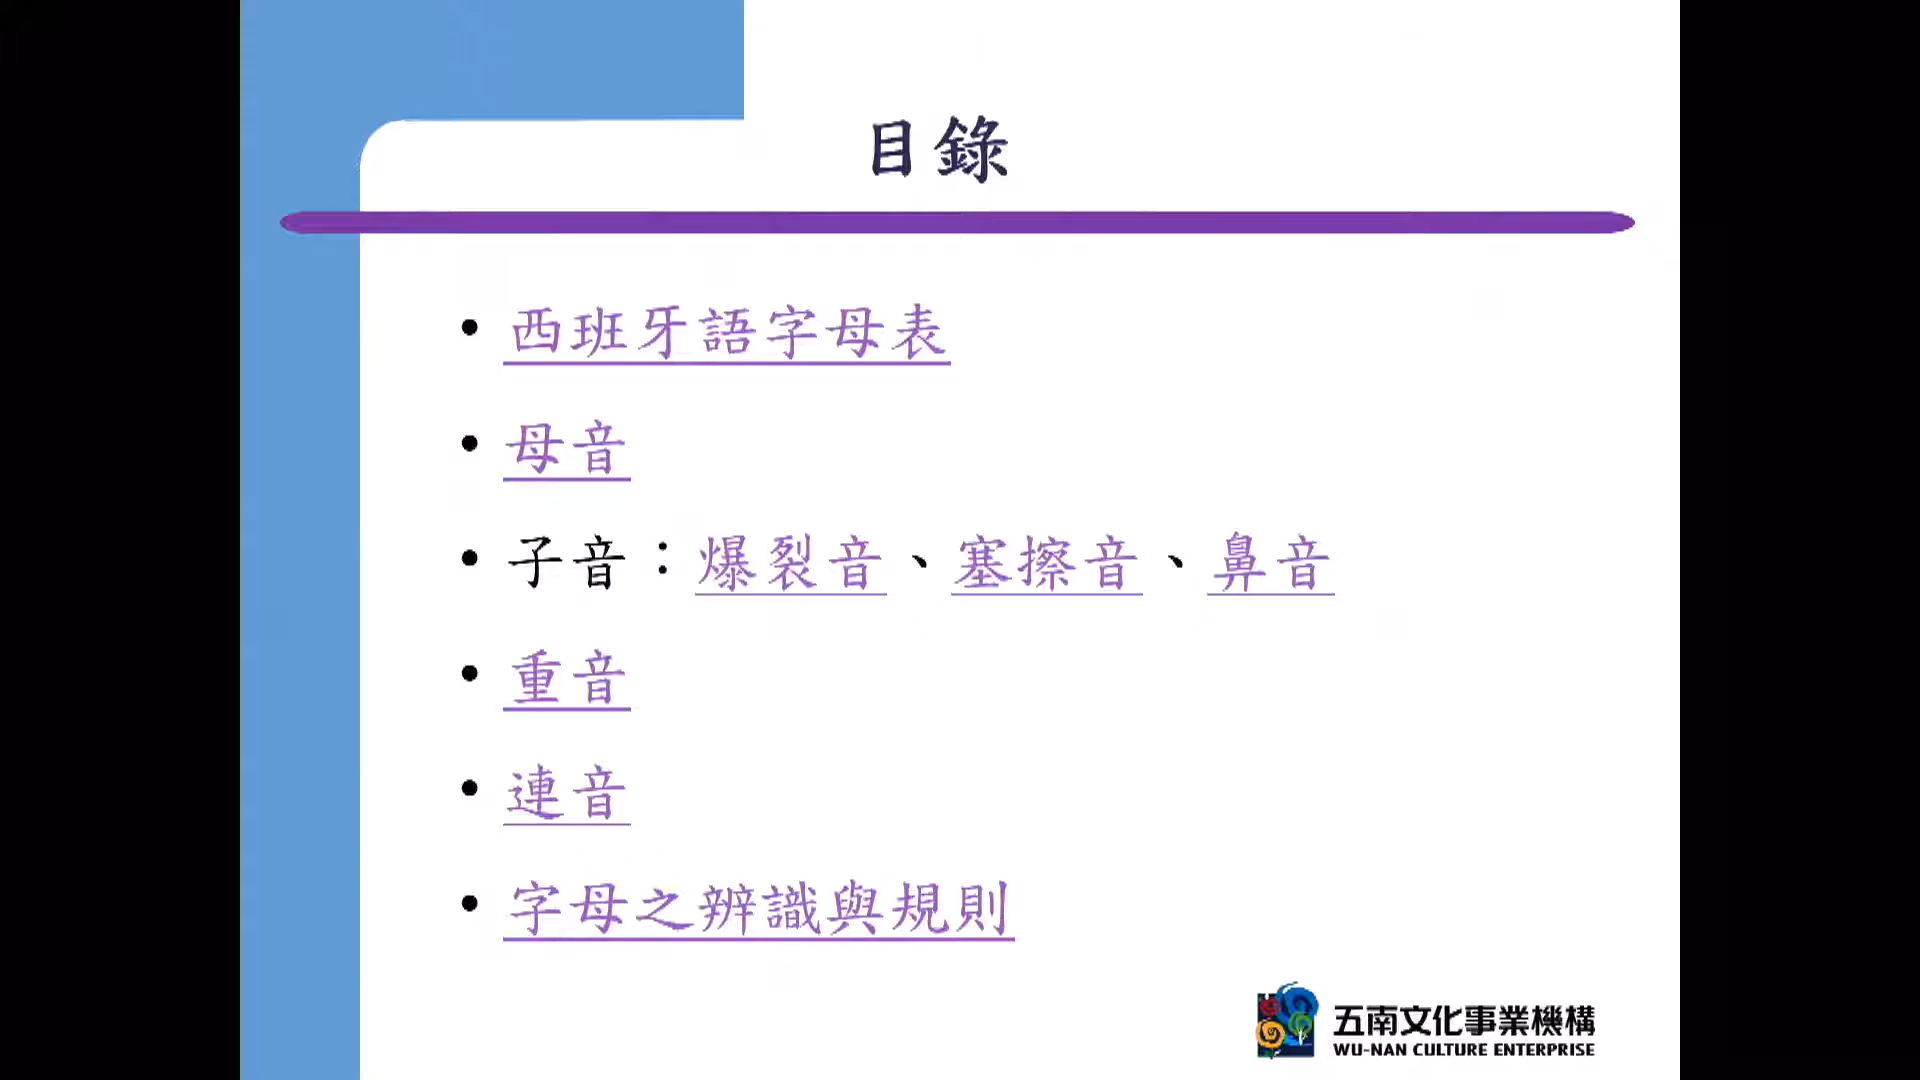 目錄
• 西班牙語字母表
• 母音
• 子音：爆裂音、塞擦音、鼻音
• 重音
• 連音
• 字母之辨識與規則
五南文化事業機構
WU-NAN CULTURE ENTERPRISE